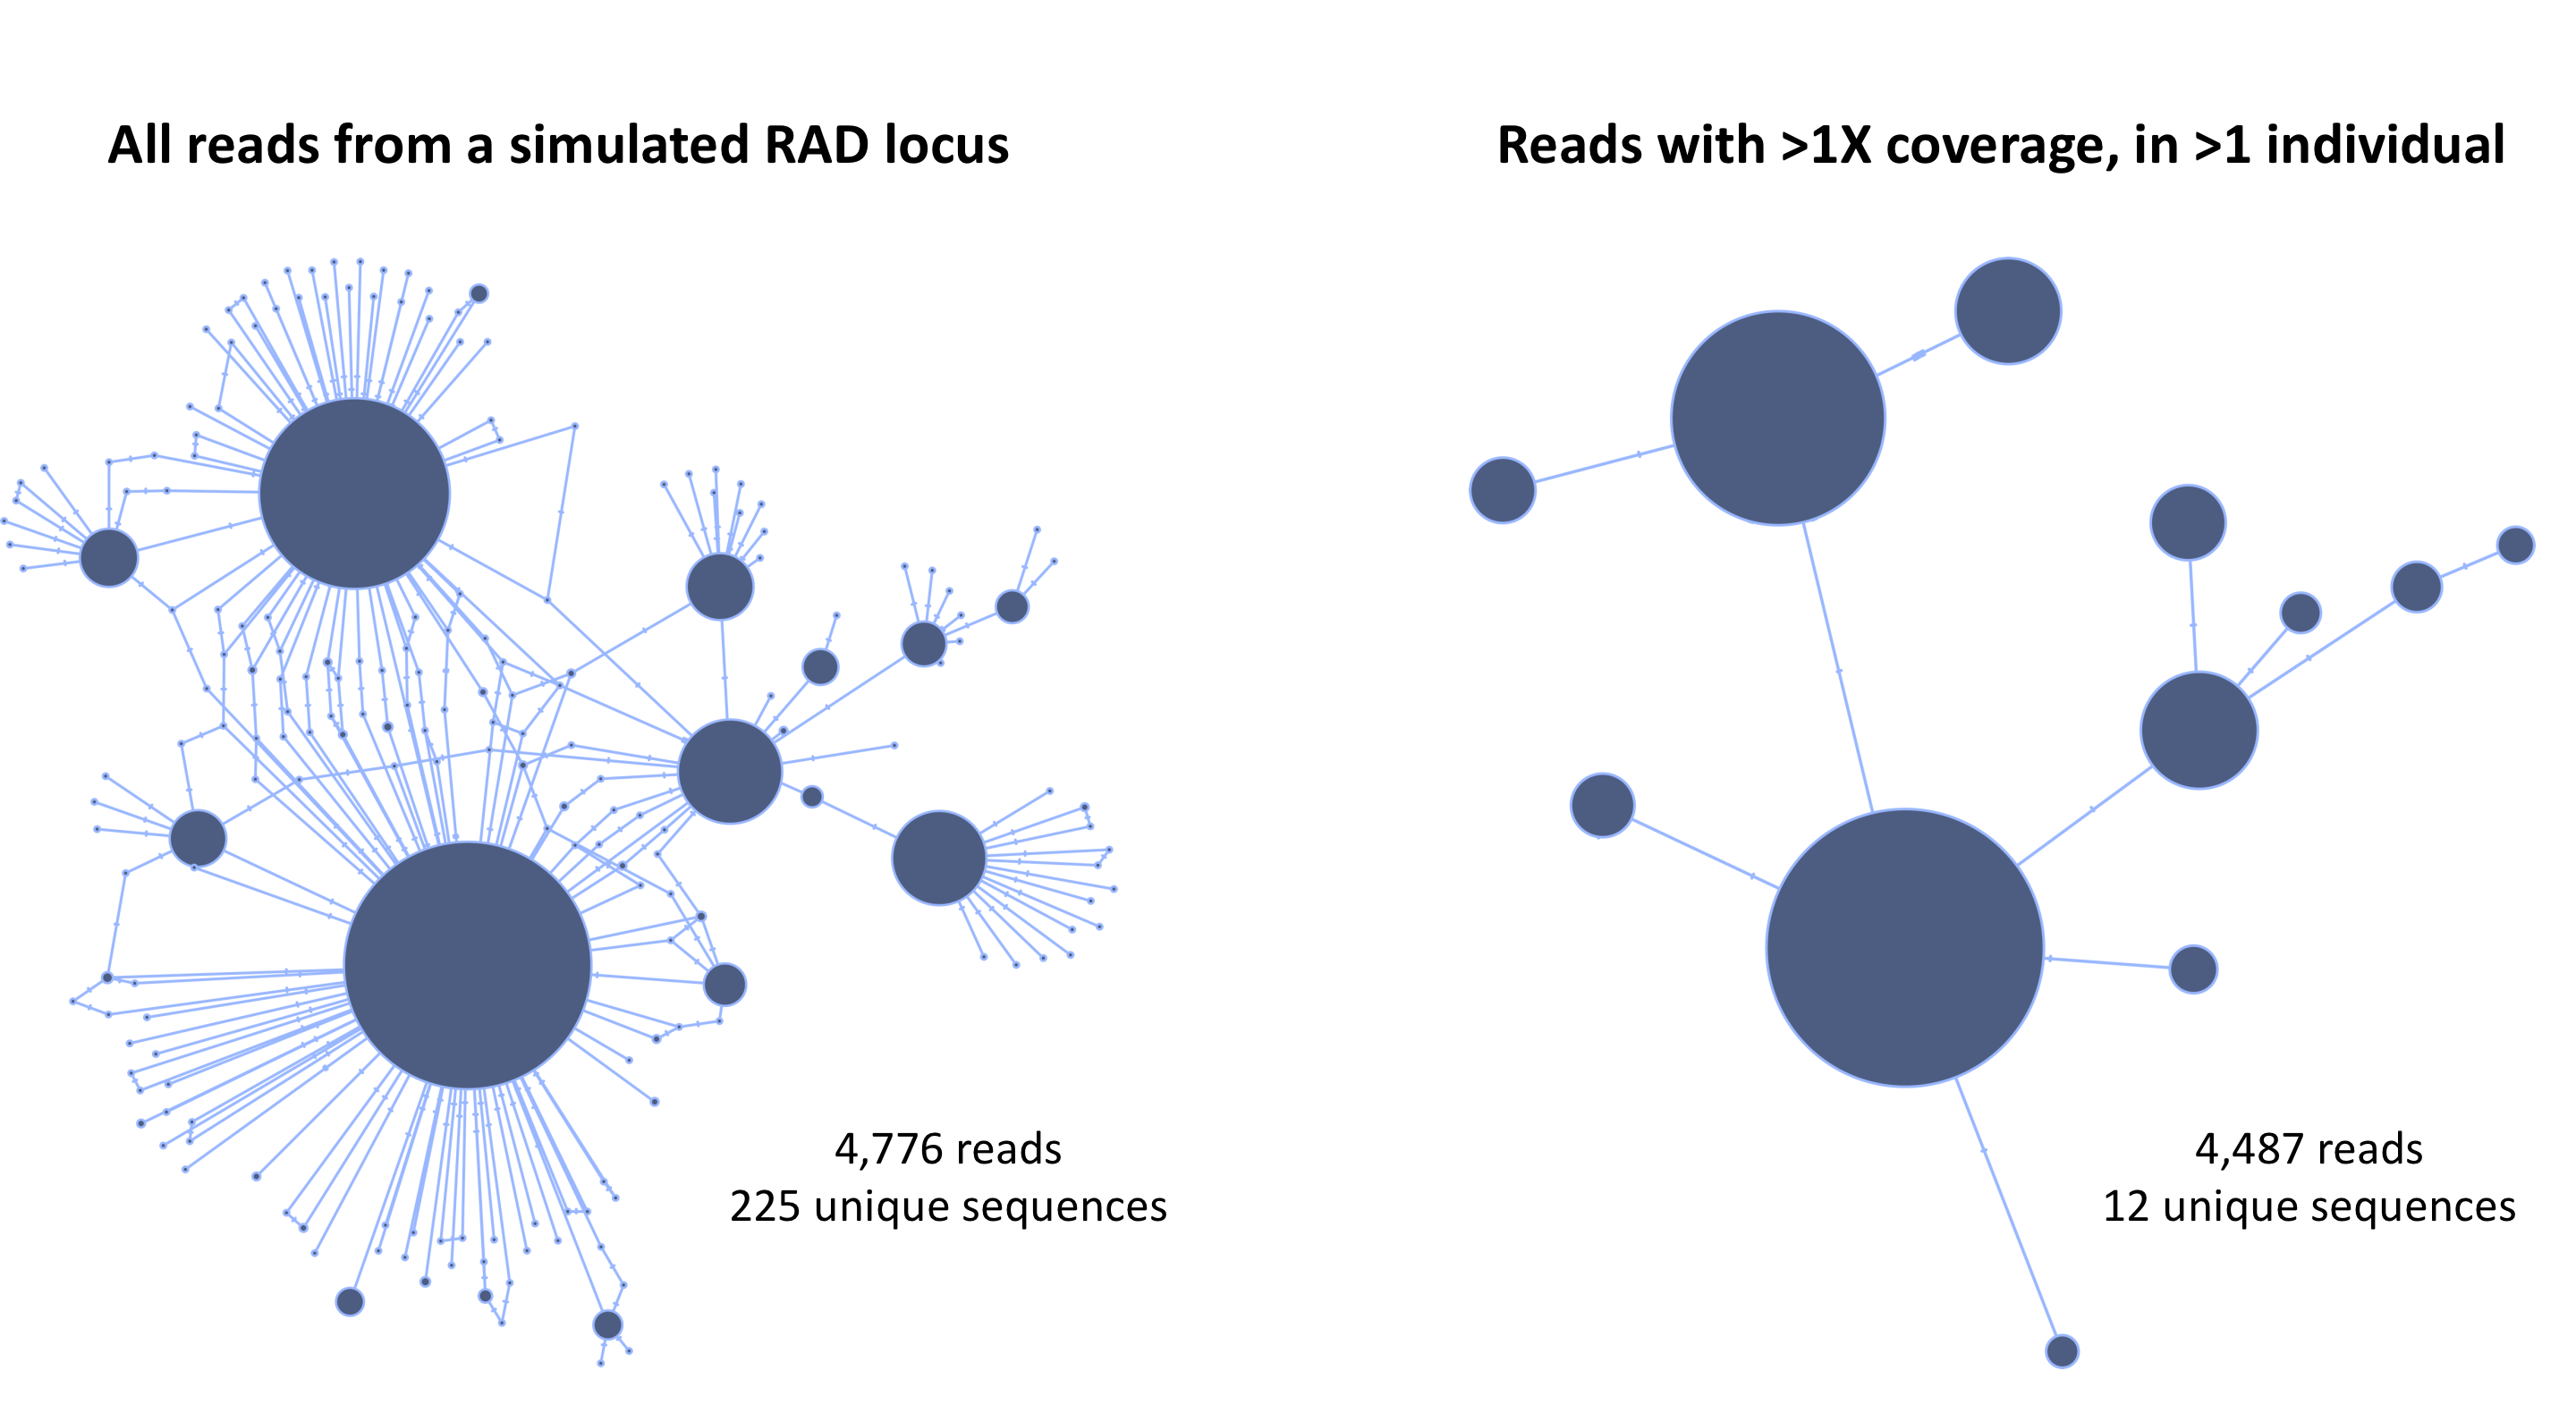 All reads from a simulated RAD locus
Reads with >1X coverage, in >1 individual
4,776 reads
225 unique sequences
4,487 reads
12 unique sequences